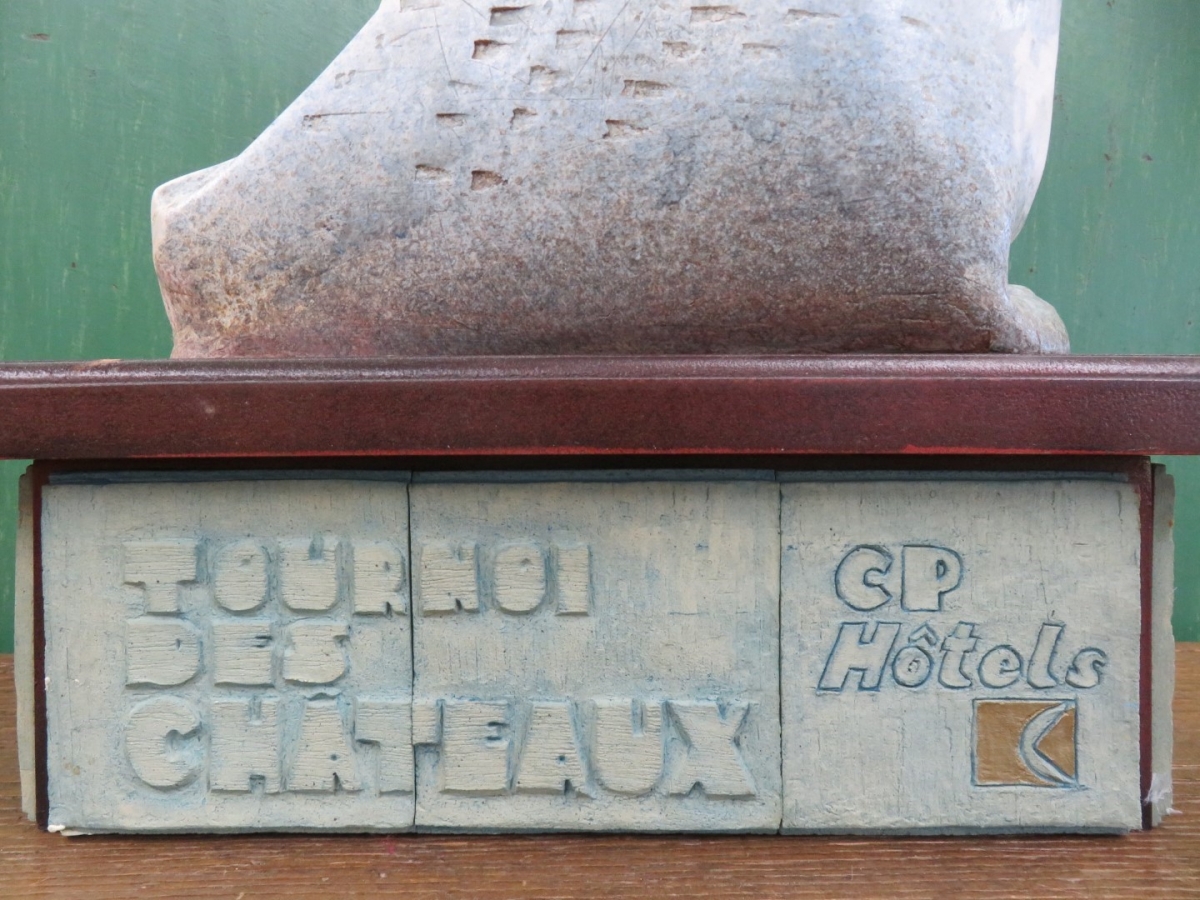 TOURNOI
DES
CHÂTEAUX
CP
Hôtels